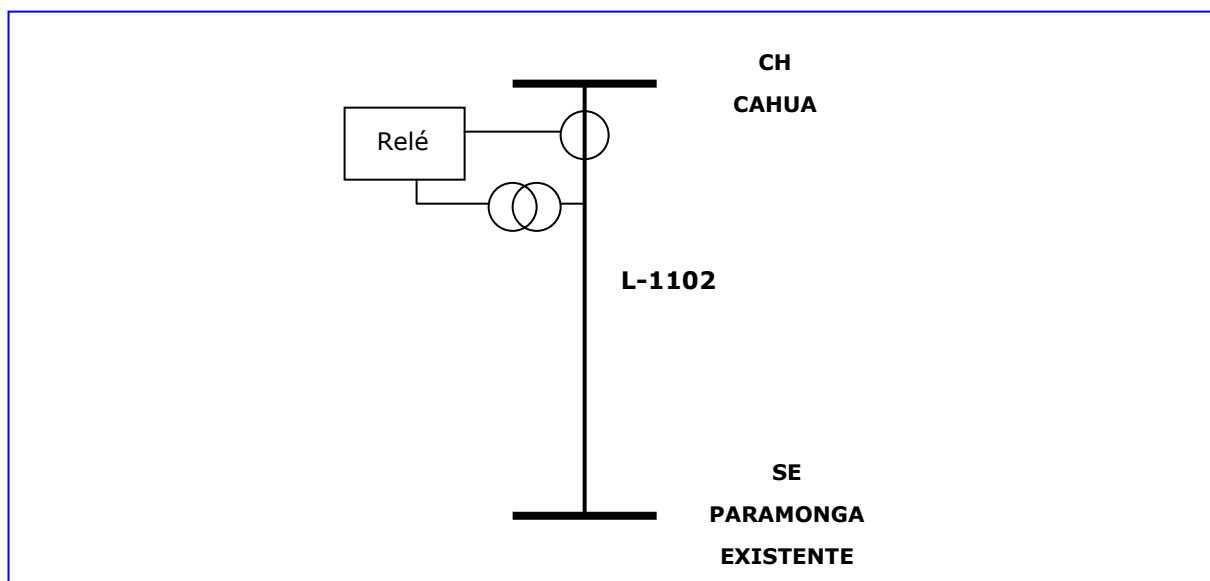 CH
CAHUA
Relé
L-1102
SE
PARAMONGA
EXISTENTE